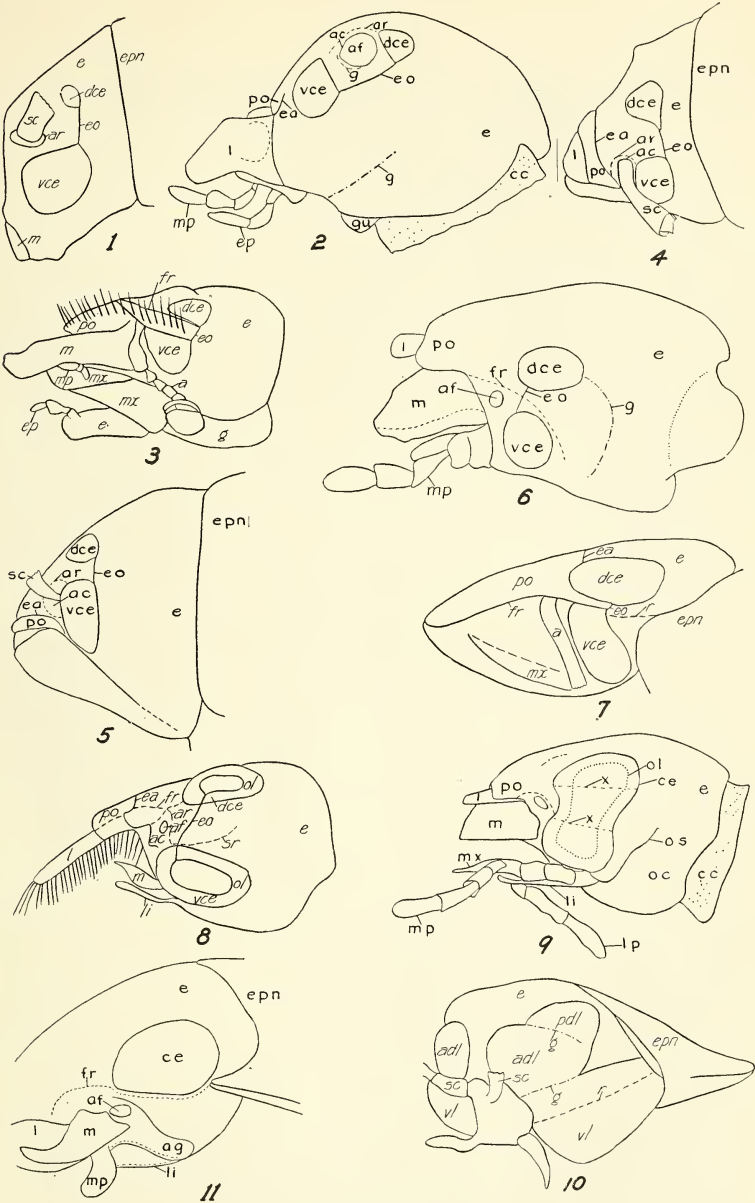 e
epn
dce
sc
ar
eo
vce
m
1
ar
ac
af
dce
g
eo
vce
po
ea
l
e
g
cc
mp
ep
gu
2
epn
dce
e
ea
ar
ac
eo
l
po
vce
sc
4
fr
po
dce
eo
e
m
vce
mp
mx
a
mx
ep
e
g
3
l
po
e
fr
dce
m
af
eo
g
vce
mp
6
epn
dce
sc
ar
eo
ea
ac
vce
po
e
5
ea
e
po
dce
fr
eo
r
epn
a
vce
mx
7
ea
fr
ol
po
ar
dce
af
eo
e
ac
sr
l
m
ol
vce
li
8
ol
po
x
ce
e
l
m
x
os
mx
oc
cc
li
mp
lp
9
e
epn
ce
fr
af
l
m
ag
li
mp
11
e
pdl
g
adl
adl
epn
sc
sc
g
r
vl
vl
10